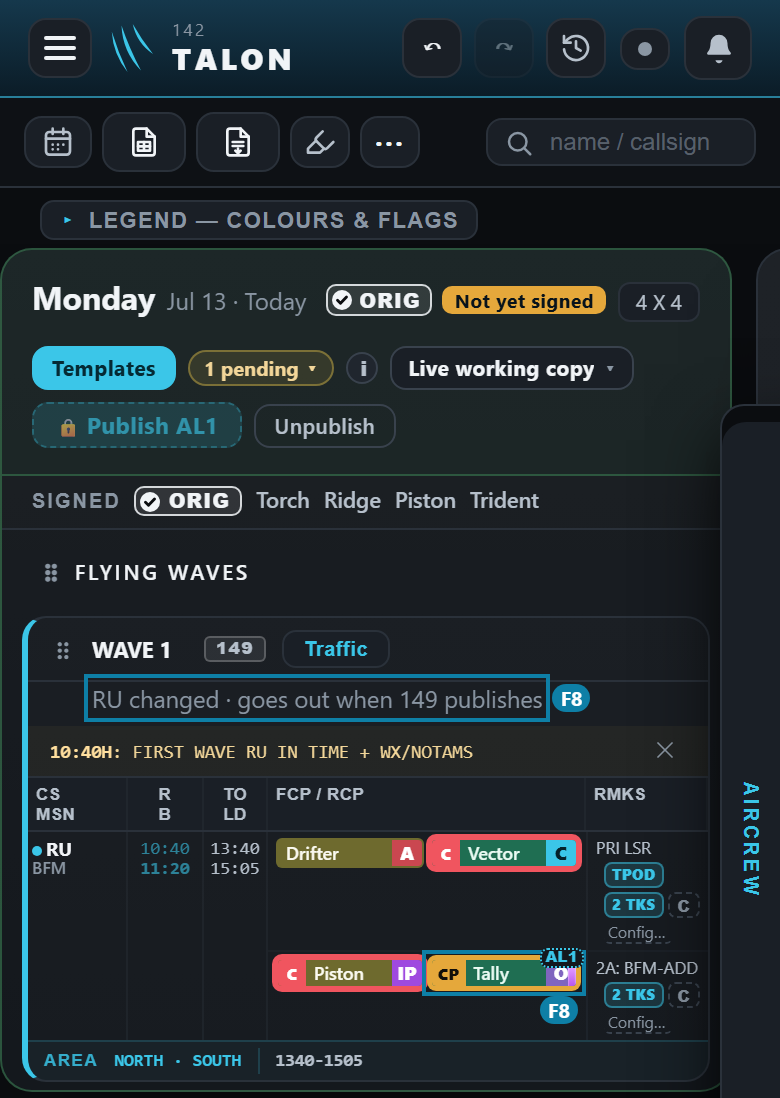 142
TALON
name / callsign
▸ LEGEND — COLOURS & FLAGS
Monday Jul 13 · Today ORIG Not yet signed 4 X 4
Templates 1 pending ▾ i Live working copy ▾
Publish AL1 Unpublish
SIGNED ORIG Torch Ridge Piston Trident
FLYING WAVES
WAVE 1 149 Traffic
RU changed · goes out when 149 publishes F8
10:40H: FIRST WAVE RU IN TIME + WX/NOTAMS
CS R TO FCP / RCP RMKS
MSN B LD
RU 10:40 13:40 Drifter A C Vector C PRI LSR
BFM 11:20 15:05 TPOD
2 TKS C
Config...
AL1
C Piston IP CP Tally O 2A: BFM-ADD
2 TKS C
F8 Config...
AREA NORTH · SOUTH 1340-1505
AIRCREW